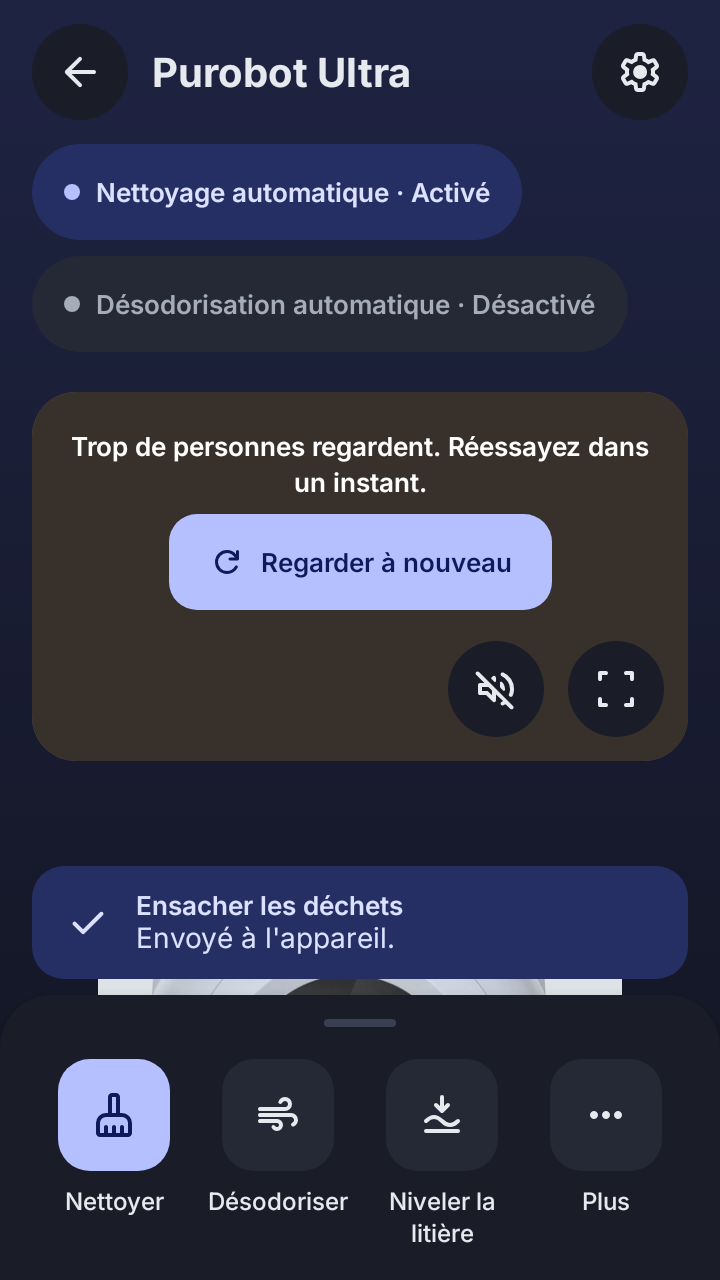 Purobot Ultra
Nettoyage automatique · Activé
Désodorisation automatique · Désactivé
Trop de personnes regardent. Réessayez dans
un instant.
Regarder à nouveau
Ensacher les déchets
Envoyé à l'appareil.
Nettoyer
Désodoriser
Niveler la
litière
Plus